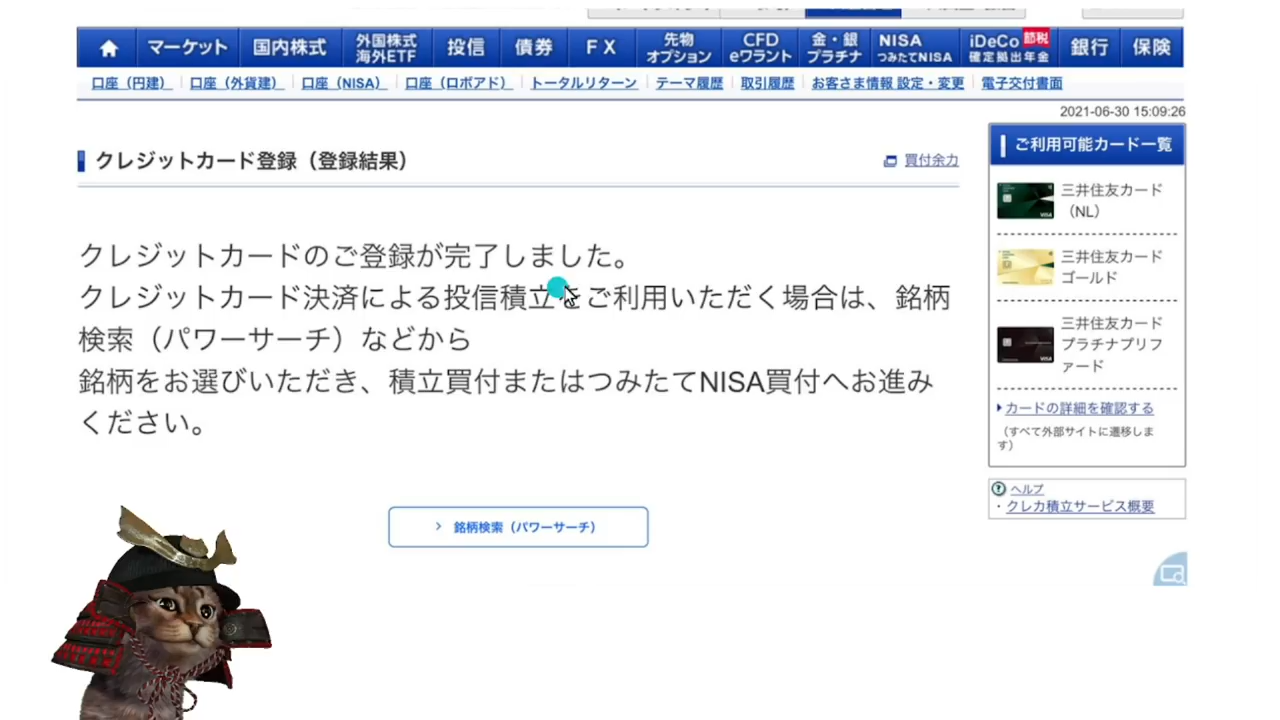 マーケット 国内株式 外国株式 海外ETF 投信 債券 FX 先物 オプション CFD eワラント 金・銀 プラチナ NISA つみたてNISA iDeCo 節税 確定拠出年金 銀行 保険
口座（円建） 口座（外貨建） 口座（NISA） 口座（ロボアド） トータルリターン テーマ履歴 取引履歴 お客さま情報 設定・変更 電子交付書面
2021-06-30 15:09:26
クレジットカード登録（登録結果）
買付余力
クレジットカードのご登録が完了しました。
クレジットカード決済による投信積立をご利用いただく場合は、銘柄
検索（パワーサーチ）などから
銘柄をお選びいただき、積立買付またはつみたてNISA買付へお進み
ください。
銘柄検索（パワーサーチ）
ご利用可能カード一覧
三井住友カード
（NL）
三井住友カード
ゴールド
三井住友カード
プラチナプリフ
ァード
カードの詳細を確認する
（すべて外部サイトに遷移しま
す）
ヘルプ
・クレカ積立サービス概要